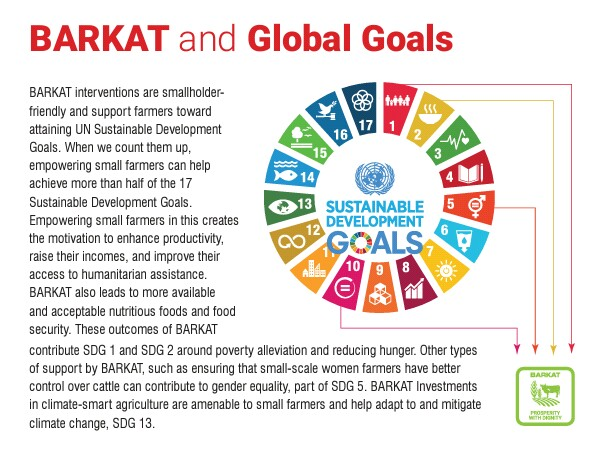 BARKAT and Global Goals
BARKAT interventions are smallholder-
friendly and support farmers toward
attaining UN Sustainable Development
Goals. When we count them up,
empowering small farmers can help
achieve more than half of the 17
Sustainable Development Goals.
Empowering small farmers in this creates
the motivation to enhance productivity,
raise their incomes, and improve their
access to humanitarian assistance.
BARKAT also leads to more available
and acceptable nutritious foods and food
security. These outcomes of BARKAT
contribute SDG 1 and SDG 2 around poverty alleviation and reducing hunger. Other types
of support by BARKAT, such as ensuring that small-scale women farmers have better
control over cattle can contribute to gender equality, part of SDG 5. BARKAT Investments
in climate-smart agriculture are amenable to small farmers and help adapt to and mitigate
climate change, SDG 13.
1
2
3
4
5
6
7
8
9
10
11
12
13
14
15
16
17
SUSTAINABLE
DEVELOPMENT
GOALS
BARKAT
PROSPERITY
WITH DIGNITY